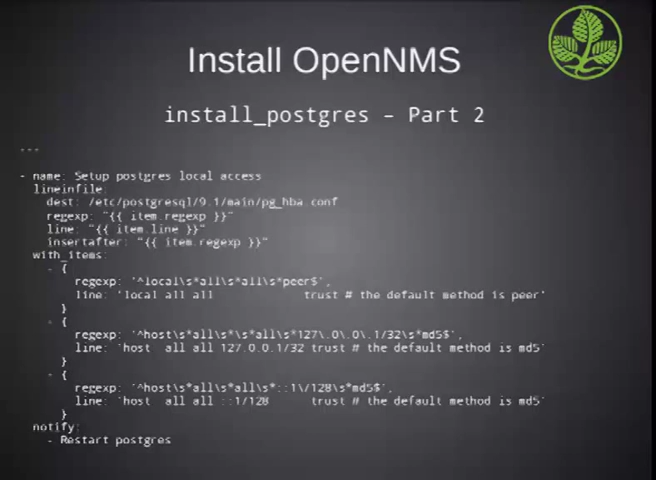 Install OpenNMS
install_postgres – Part 2
---
- name: Setup postgres local access
lineinfile:
dest: /etc/postgresql/9.1/main/pg_hba.conf
regexp: "{{ item.regexp }}"
line: "{{ item.line }}"
insertafter: "{{ item.regexp }}"
with_items:
- {
regexp: '^local\s*all\s*all\s*peer$',
line: 'local all all trust # the default method is peer'
}
- {
regexp: '^host\s*all\s*\s*all\s*127\.0\.0\.1/32\s*md5$',
line: 'host all all 127.0.0.1/32 trust # the default method is md5'
}
- {
regexp: '^host\s*all\s*all\s*::1\/128\s*md5$',
line: 'host all all ::1/128 trust # the default method is md5'
}
notify:
- Restart postgres